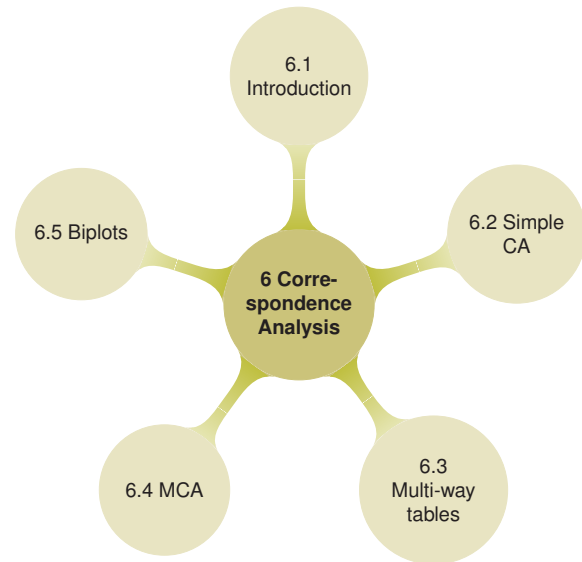 6.1
Introduction
6.2 Simple
CA
6.5 Biplots
6 Corre-
spondence
Analysis
6.3
Multi-way
tables
6.4 MCA